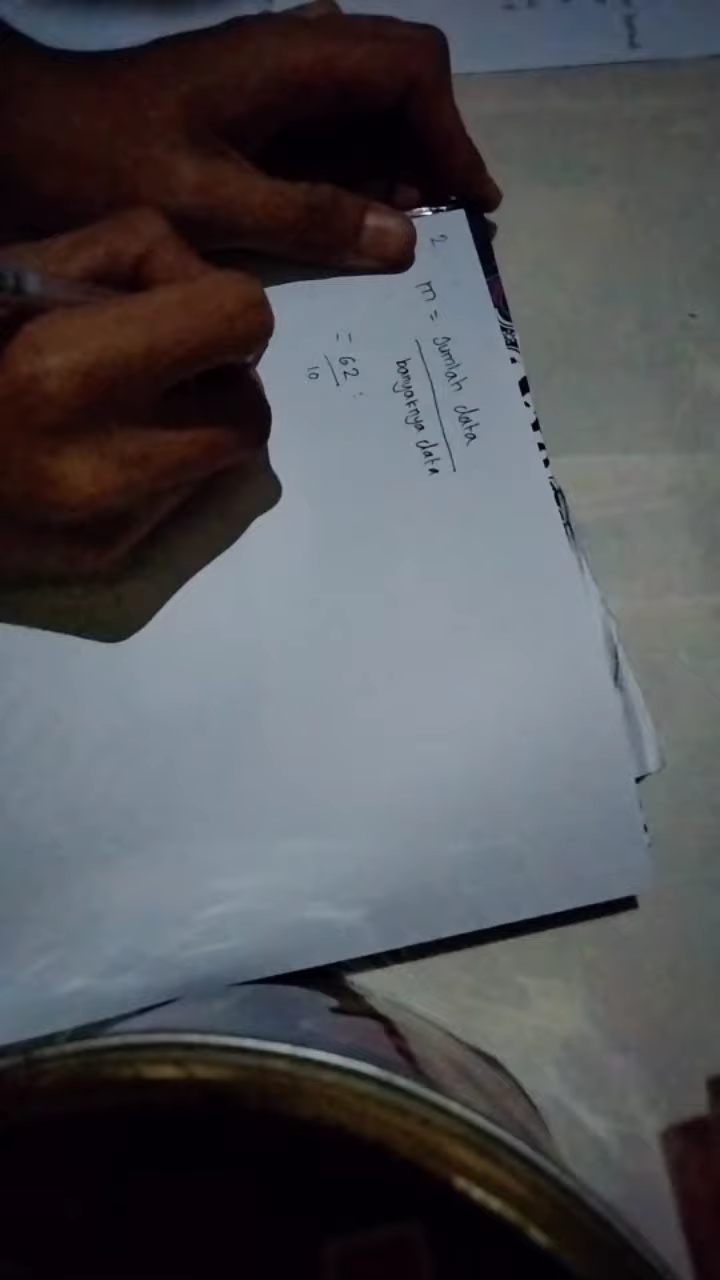 2 m = Jumlah data
banyaknya data
= 62 :
10